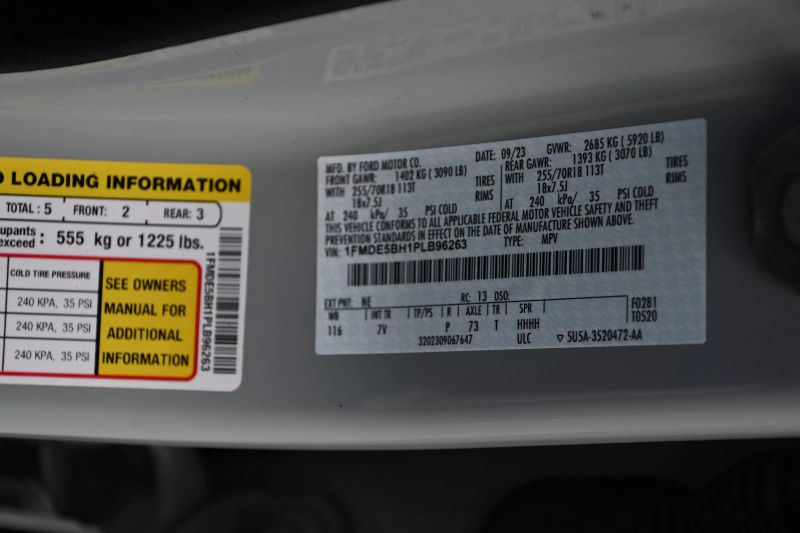 LOADING INFORMATION
TOTAL: 5 FRONT: 2 REAR: 3
exceed: 555 kg or 1225 lbs.
COLD TIRE PRESSURE
240 KPA, 35 PSI
240 KPA, 35 PSI
240 KPA, 35 PSI
SEE OWNERS
MANUAL FOR
ADDITIONAL
INFORMATION
1FMDE5BH1PLB96263
MFD. BY FORD MOTOR CO.
DATE: 09/23 GVWR: 2685 KG ( 5920 LB)
FRONT GAWR: 1402 KG ( 3090 LB) REAR GAWR: 1393 KG ( 3070 LB)
WITH 255/70R18 113T TIRES WITH 255/70R18 113T TIRES
18x7.5J RIMS 18x7.5J RIMS
AT 240 kPa/ 35 PSI COLD AT 240 kPa/ 35 PSI COLD
THIS VEHICLE CONFORMS TO ALL APPLICABLE FEDERAL MOTOR VEHICLE SAFETY AND THEFT
PREVENTION STANDARDS IN EFFECT ON THE DATE OF MANUFACTURE SHOWN ABOVE.
VIN: 1FMDE5BH1PLB96263 TYPE: MPV
EXT PNT: NE RC: 13 DSO:
WB INT TR TP/PS R AXLE TR SPR
116 7V P 73 T HHHH
F0281
T0520
3202309067647 ULC ▽ 5U5A-3520472-AA